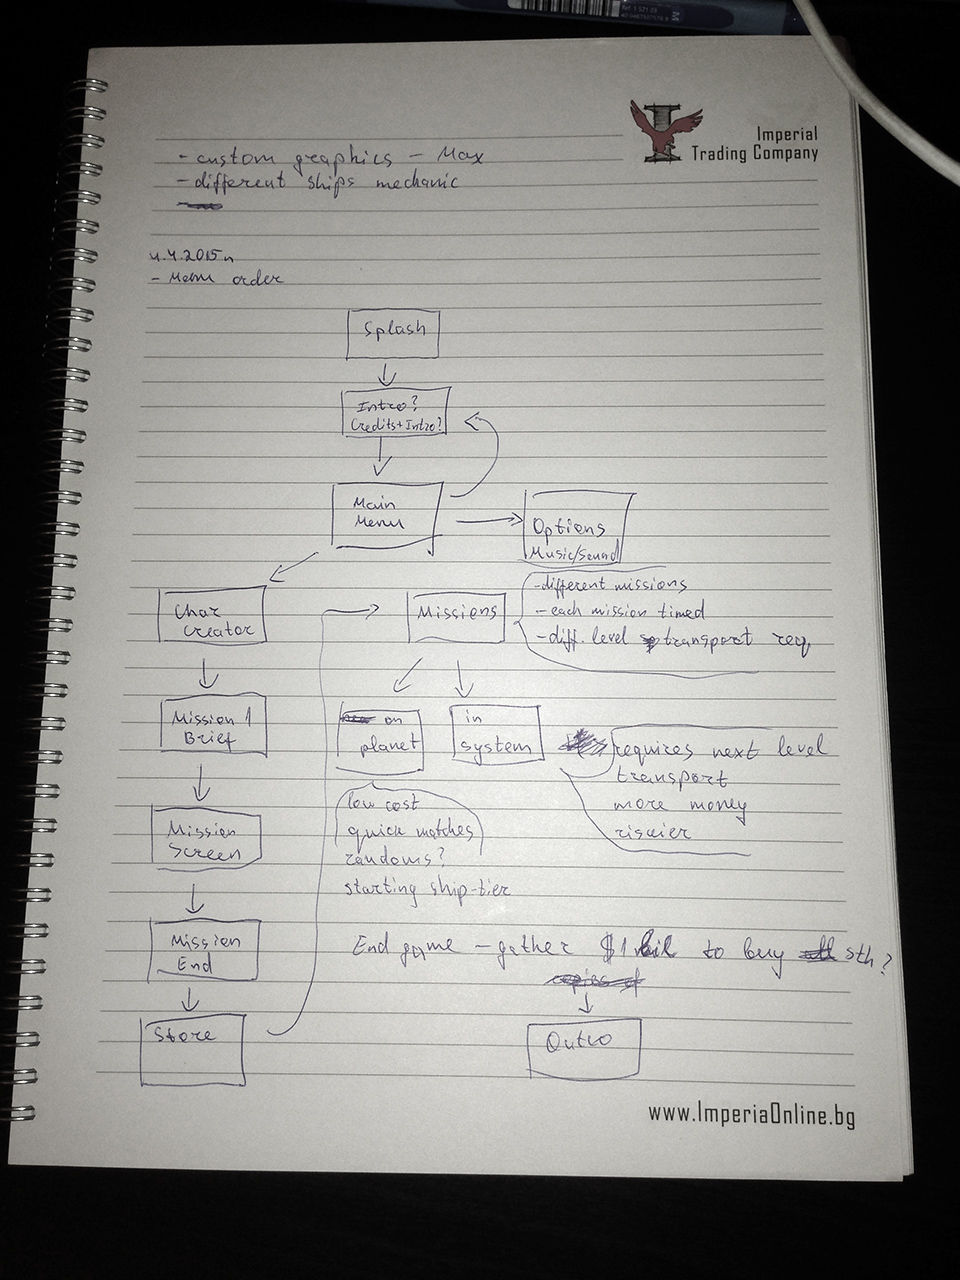 Imperial
Trading Company
- custom graphics - Max
- different ships mechanic
4.4.2015
- Menu order
Splash
Intro?
Credits+Intro?
Main
Menu
Options
Music/Sound
Char
creator
Missions
- different missions
- each mission timed
- diff. level transport req
Mission 1
Brief
on
planet
in
system
requires next level
transport
more money
riskier
low cost
quick matches
randoms?
starting ship-tier
Mission
Screen
Mission
End
End game - gather $1 bil to buy sth?
Store
Outro
www.ImperiaOnline.bg